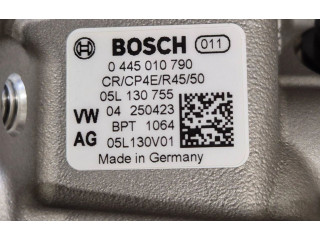 BOSCH 011
0 445 010 790
CR/CP4E/R45/50
05L 130 755
VW 04 250423
AG BPT 1064
05L130V01
Made in Germany